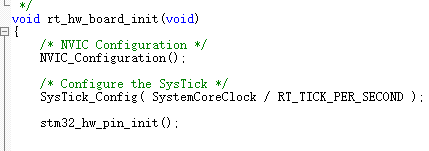 */
void rt_hw_board_init(void)
{
/* NVIC Configuration */
NVIC_Configuration();
/* Configure the SysTick */
SysTick_Config( SystemCoreClock / RT_TICK_PER_SECOND );
stm32_hw_pin_init();